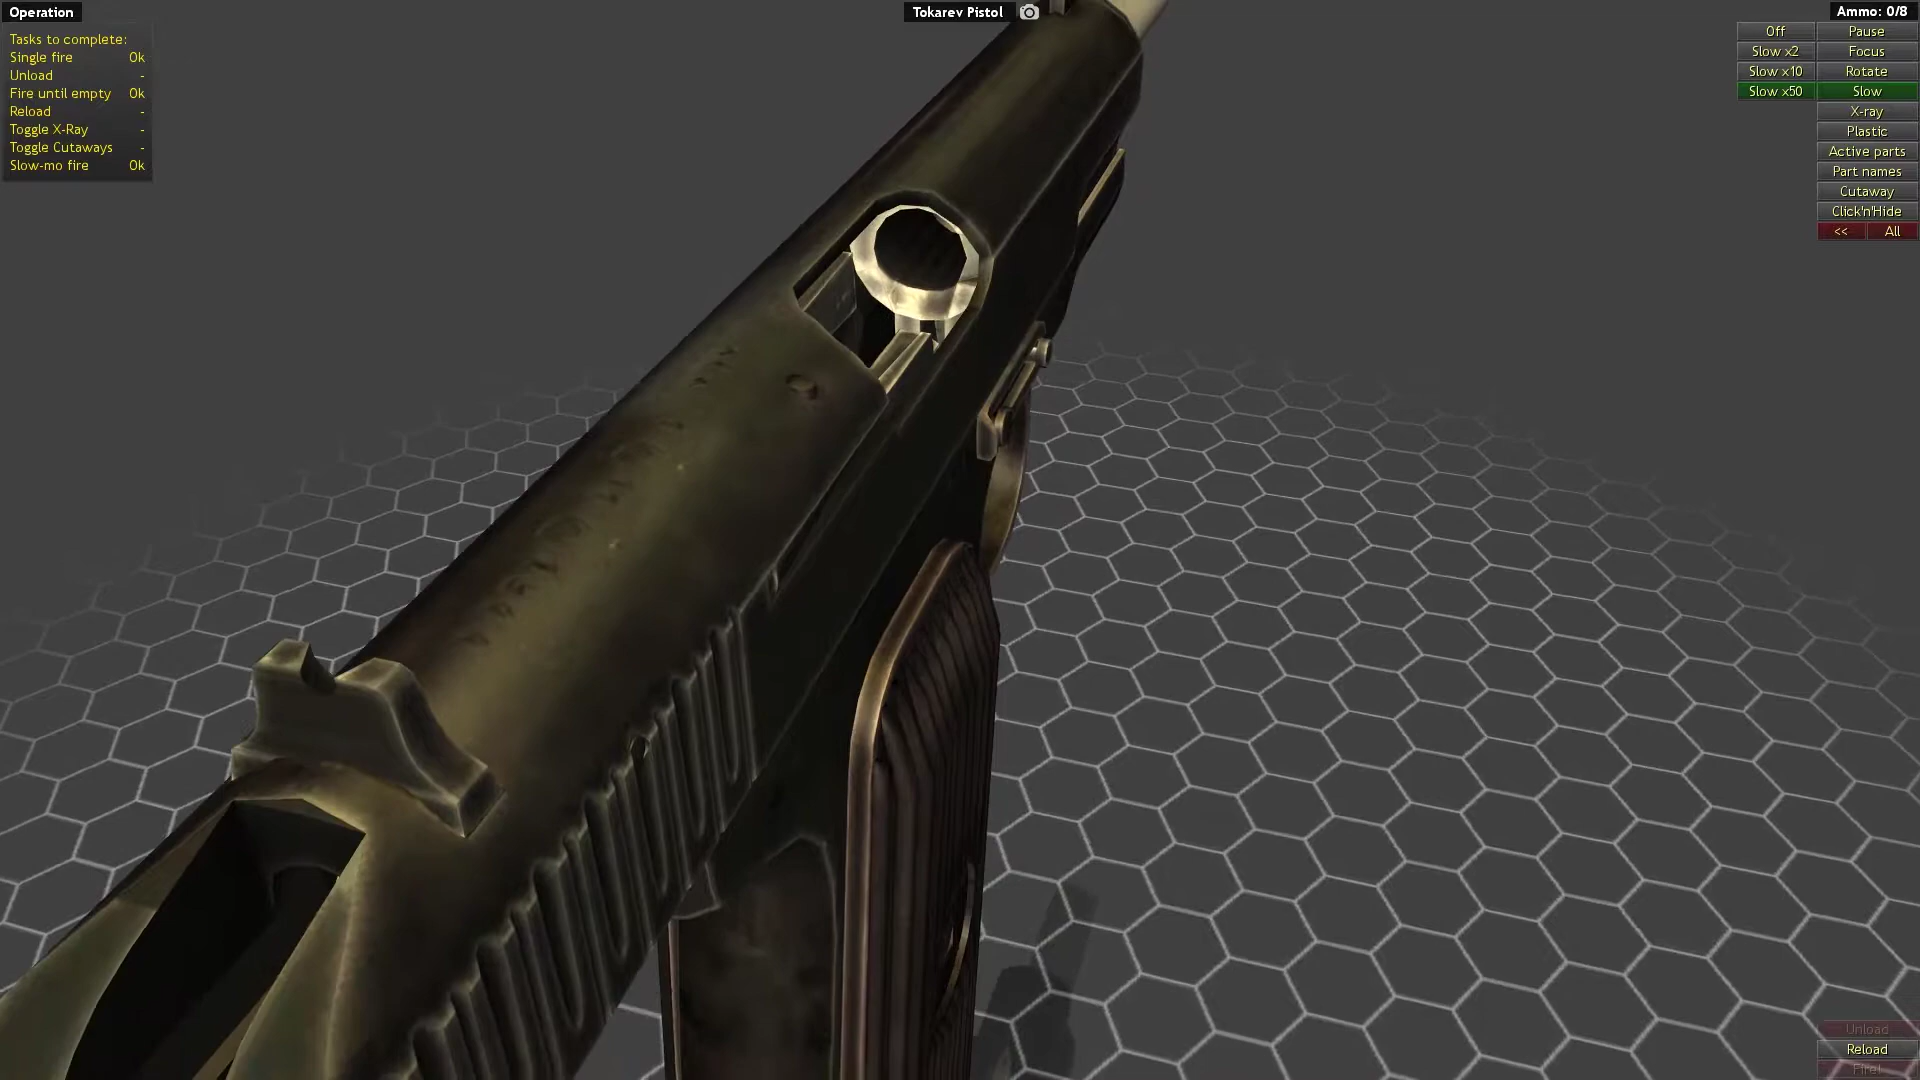 Operation
Tokarev Pistol
Ammo: 0/8
Tasks to complete:
Single fire Ok
Unload -
Fire until empty Ok
Reload -
Toggle X-Ray -
Toggle Cutaways -
Slow-mo fire Ok
Off Pause
Slow x2 Focus
Slow x10 Rotate
Slow x50 Slow
X-ray
Plastic
Active parts
Part names
Cutaway
Click'n'Hide
<< All
Unload
Reload
Fire!